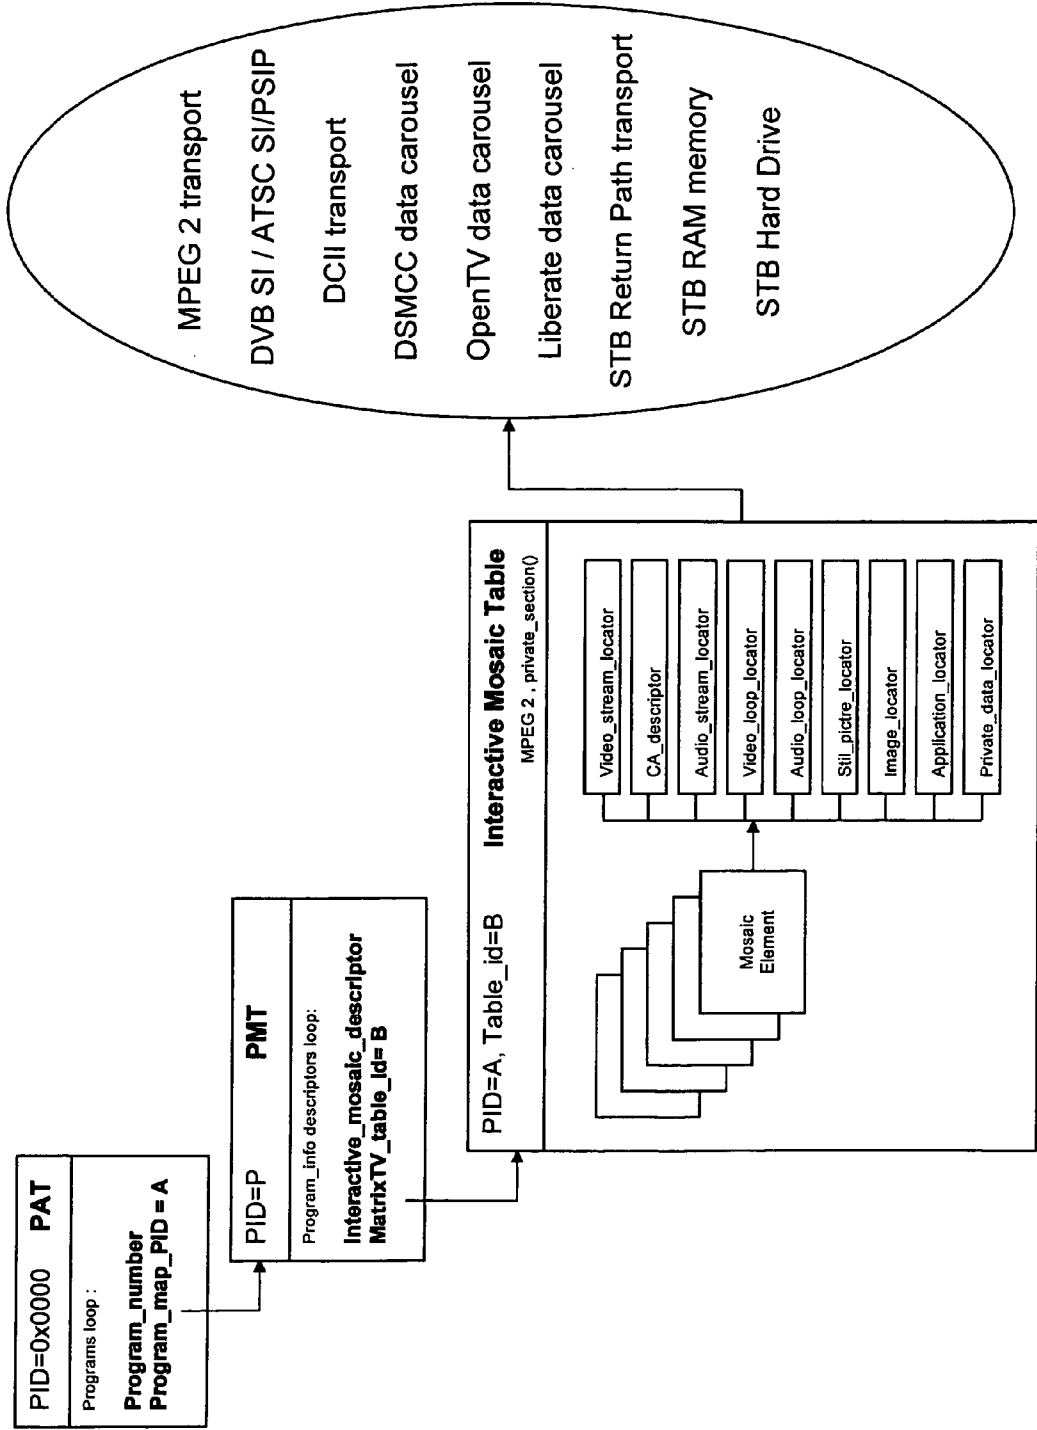 PID=0x0000 PAT
Programs loop :
Program_number
Program_map_PID = A
PID=P PMT
Program_info descriptors loop:
Interactive_mosaic_descriptor
MatrixTV_table_id= B
PID=A, Table_id=B Interactive Mosaic Table
MPEG 2 , private_section()
Mosaic
Element
Video_stream_locator
CA_descriptor
Audio_stream_locator
Video_loop_locator
Audio_loop_locator
Stil_pictre_locator
Image_locator
Application_locator
Private_data_locator
MPEG 2 transport
DVB SI / ATSC SI/PSIP
DCII transport
DSMCC data carousel
OpenTV data carousel
Liberate data carousel
STB Return Path transport
STB RAM memory
STB Hard Drive